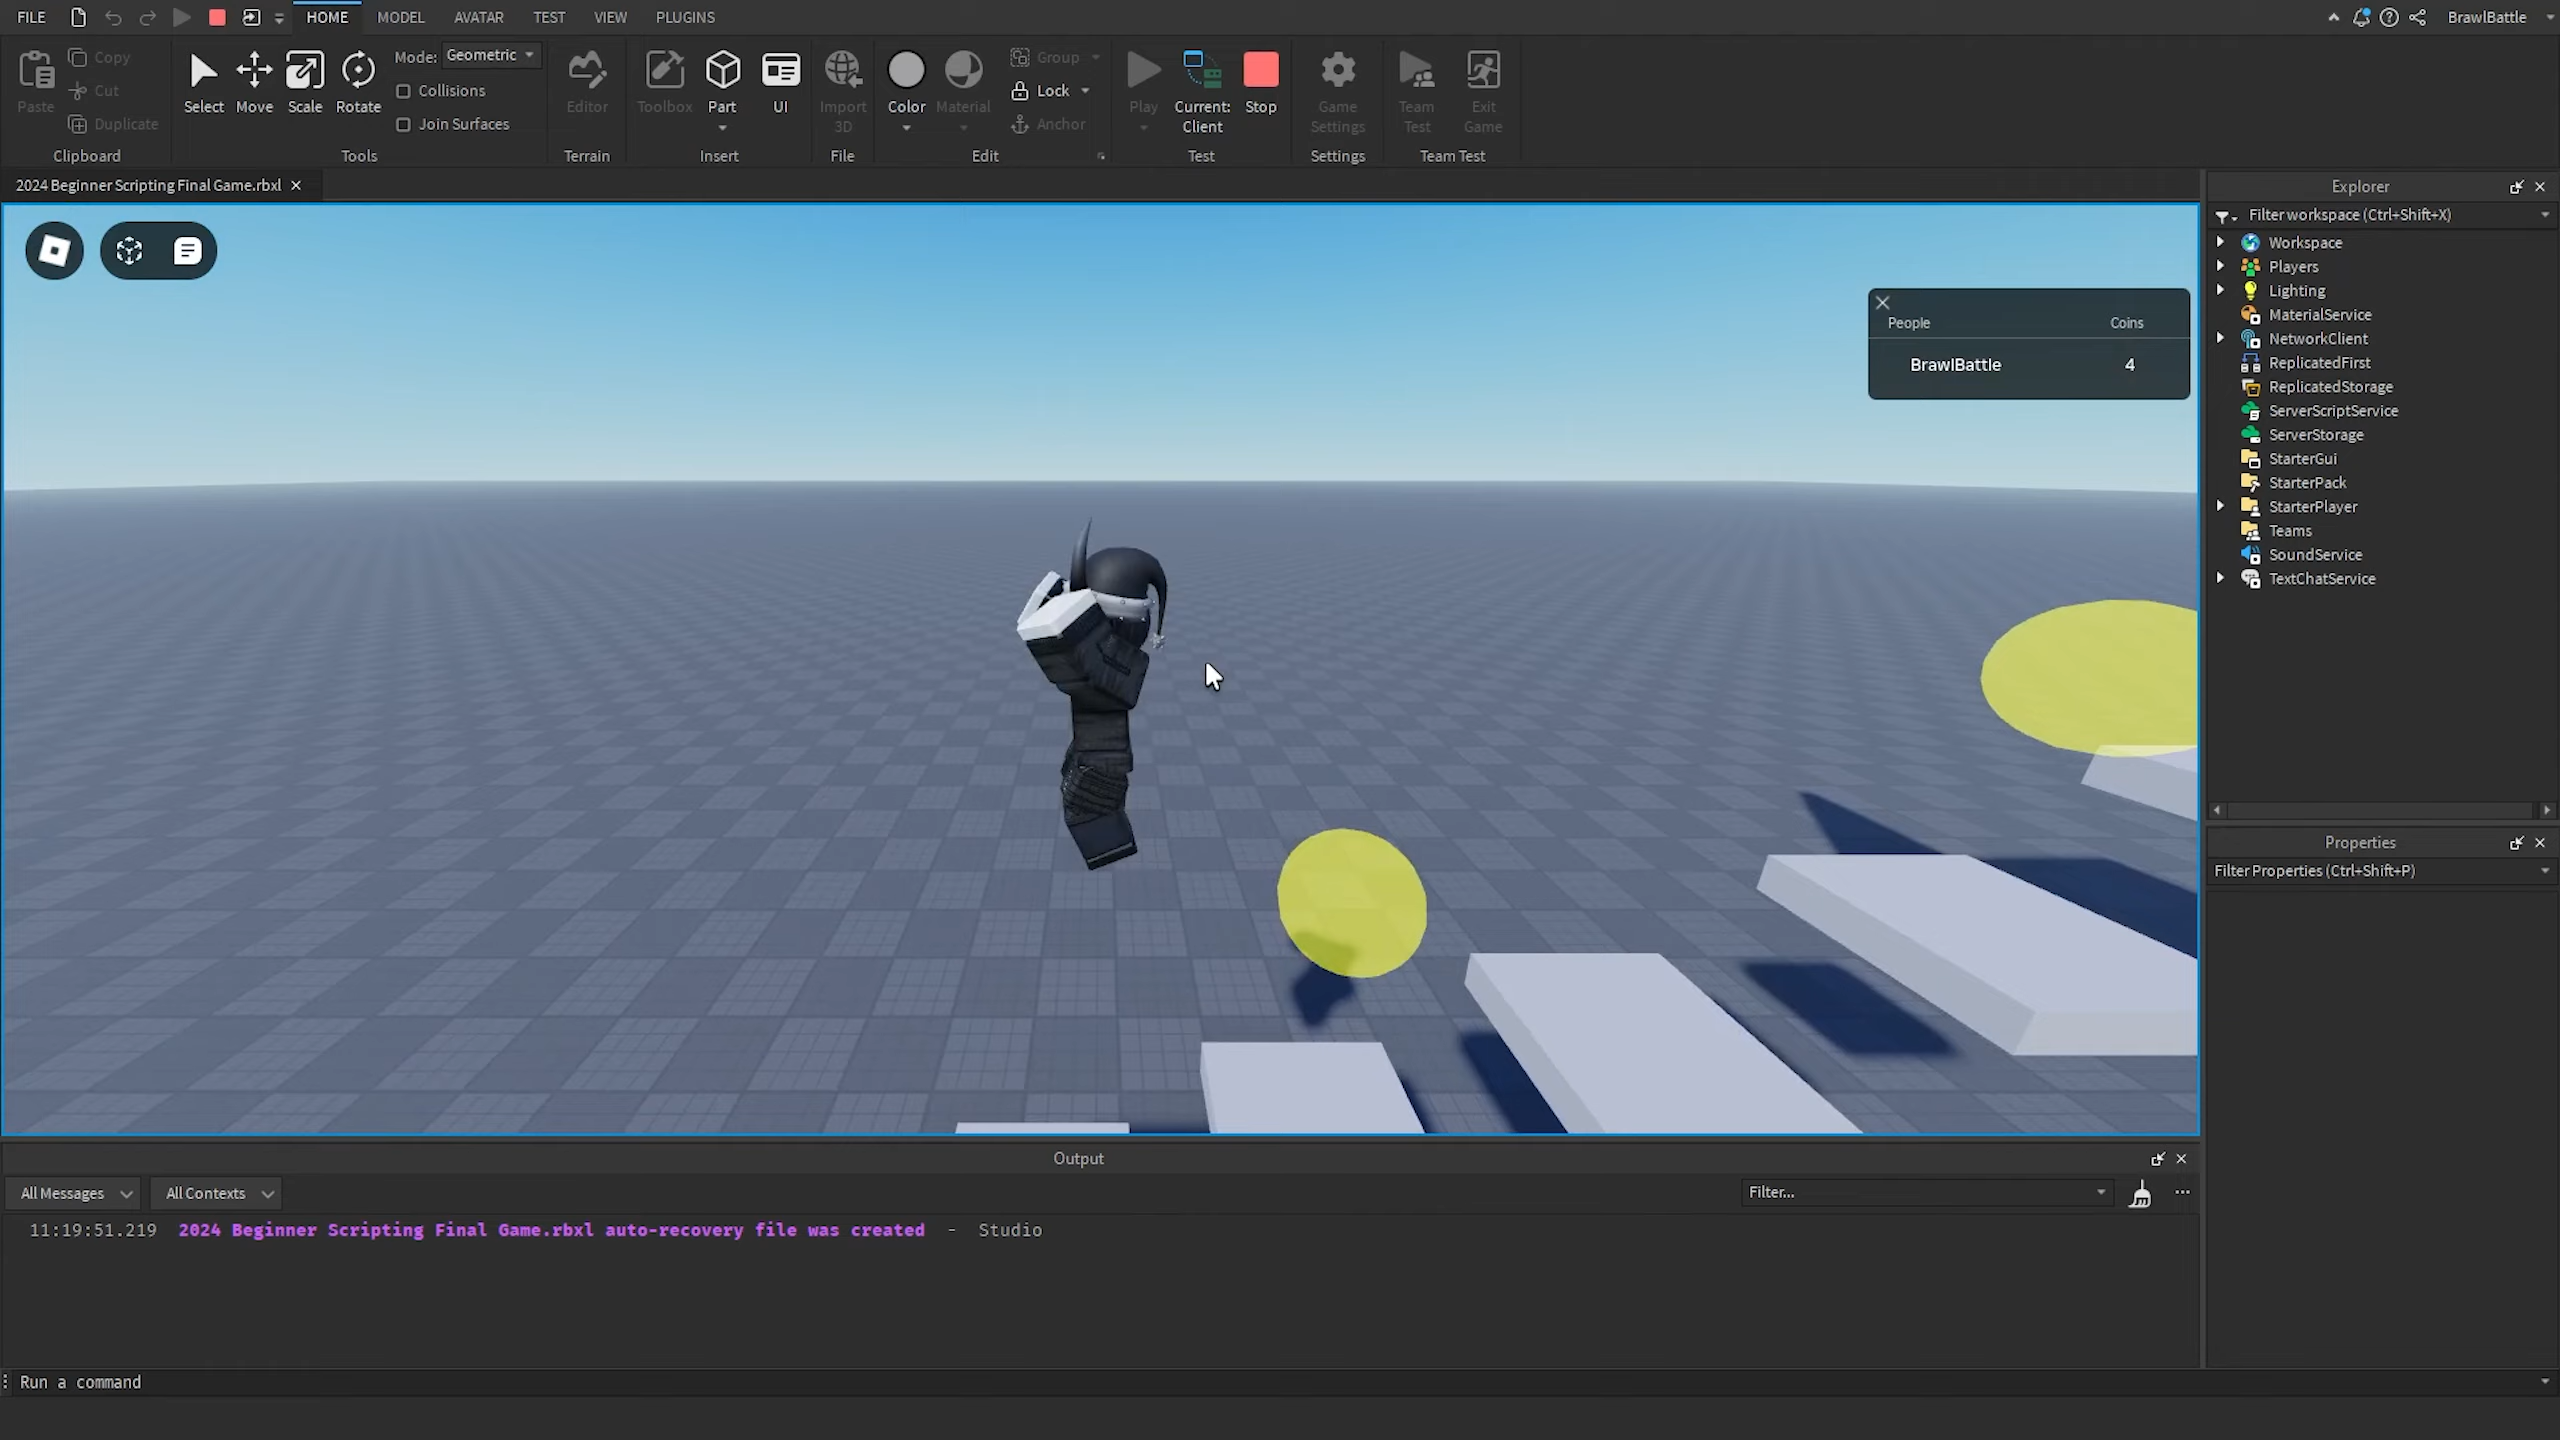 FILE HOME MODEL AVATAR TEST VIEW PLUGINS BrawlBattle
Paste
Copy
Cut
Duplicate
Clipboard
Select Move Scale Rotate
Mode: Geometric
Collisions
Join Surfaces
Tools
Editor
Terrain
Toolbox Part UI
Insert
Import
3D
File
Color Material
Group
Lock
Anchor
Edit
Play
Current:
Client
Stop
Test
Game
Settings
Settings
Team
Test
Exit
Game
Team Test
2024 Beginner Scripting Final Game.rbxl
People Coins
BrawlBattle 4
Explorer
Filter workspace (Ctrl+Shift+X)
Workspace
Players
Lighting
MaterialService
NetworkClient
ReplicatedFirst
ReplicatedStorage
ServerScriptService
ServerStorage
StarterGui
StarterPack
StarterPlayer
Teams
SoundService
TextChatService
Properties
Filter Properties (Ctrl+Shift+P)
Output
All Messages All Contexts Filter...
11:19:51.219 2024 Beginner Scripting Final Game.rbxl auto-recovery file was created - Studio
Run a command